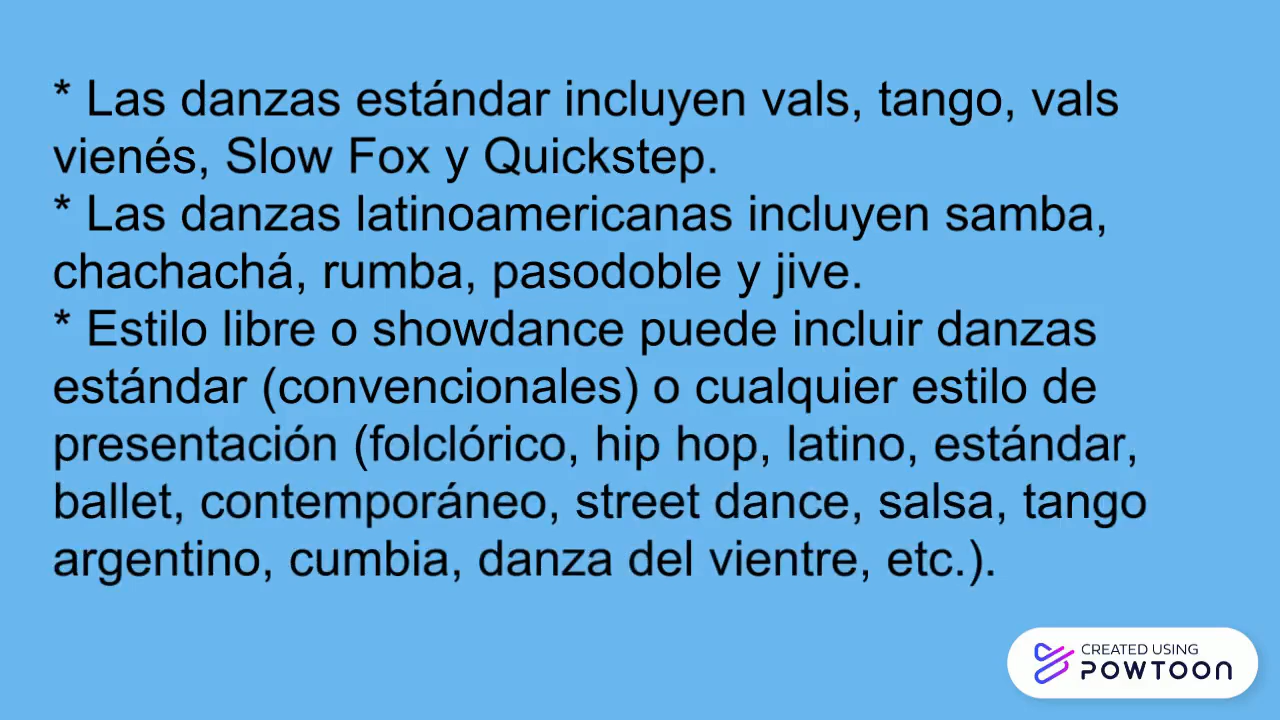 * Las danzas estándar incluyen vals, tango, vals
vienés, Slow Fox y Quickstep.
* Las danzas latinoamericanas incluyen samba,
chachachá, rumba, pasodoble y jive.
* Estilo libre o showdance puede incluir danzas
estándar (convencionales) o cualquier estilo de
presentación (folclórico, hip hop, latino, estándar,
ballet, contemporáneo, street dance, salsa, tango
argentino, cumbia, danza del vientre, etc.).
CREATED USING
POWTOON